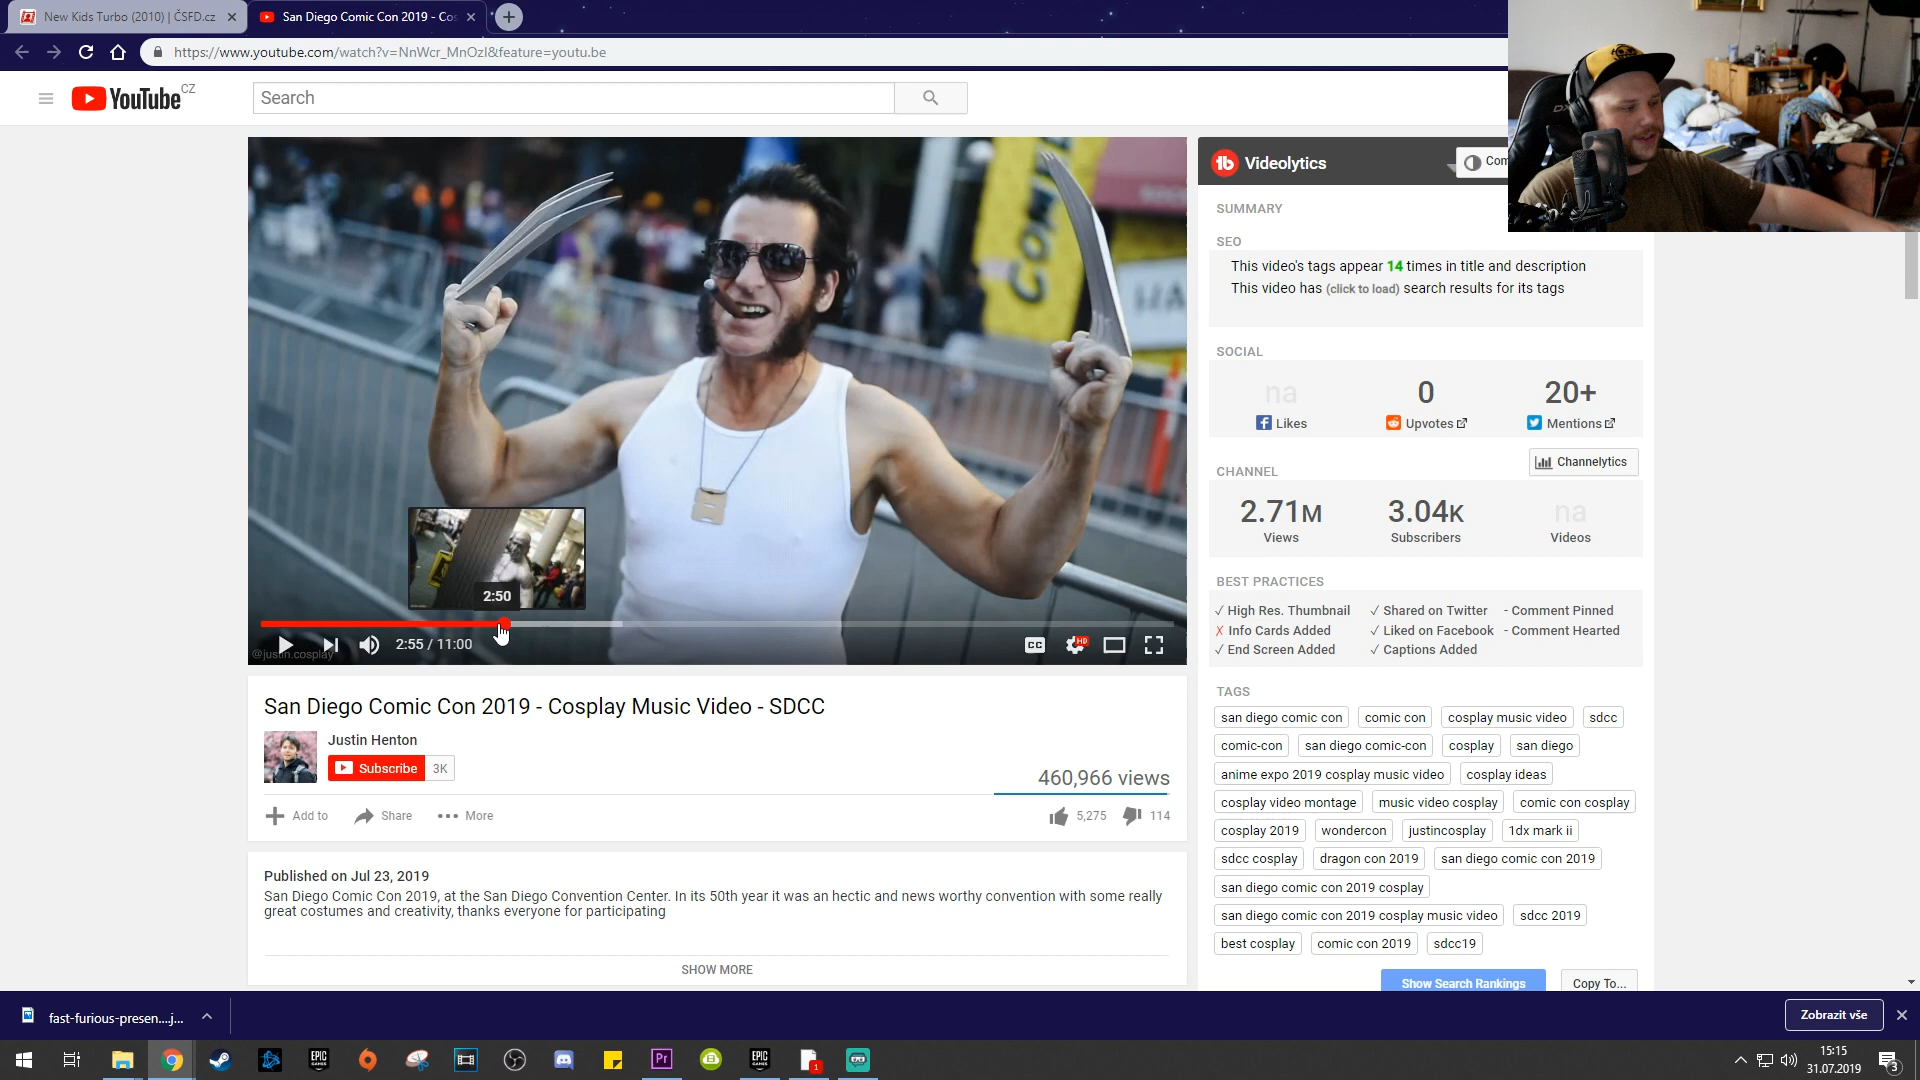 New Kids Turbo (2010) | ČSFD.cz
San Diego Comic Con 2019 - Cos
https://www.youtube.com/watch?v=NnWcr_MnOzI&feature=youtu.be
YouTube CZ
Search
COMIC
2:50
2:55 / 11:00
CC
HD
@justin.cosplay
San Diego Comic Con 2019 - Cosplay Music Video - SDCC
Justin Henton
Subscribe 3K
460,966 views
Add to Share More 5,275 114
Published on Jul 23, 2019
San Diego Comic Con 2019, at the San Diego Convention Center. In its 50th year it was an hectic and news worthy convention with some really
great costumes and creativity, thanks everyone for participating
SHOW MORE
Videolytics
Com
SUMMARY
SEO
This video's tags appear 14 times in title and description
This video has (click to load) search results for its tags
SOCIAL
na 0 20+
Likes Upvotes Mentions
CHANNEL
Channelytics
2.71M 3.04K na
Views Subscribers Videos
BEST PRACTICES
✓ High Res. Thumbnail ✓ Shared on Twitter - Comment Pinned
X Info Cards Added ✓ Liked on Facebook - Comment Hearted
✓ End Screen Added ✓ Captions Added
TAGS
san diego comic con comic con cosplay music video sdcc
comic-con san diego comic-con cosplay san diego
anime expo 2019 cosplay music video cosplay ideas
cosplay video montage music video cosplay comic con cosplay
cosplay 2019 wondercon justincosplay 1dx mark ii
sdcc cosplay dragon con 2019 san diego comic con 2019
san diego comic con 2019 cosplay
san diego comic con 2019 cosplay music video sdcc 2019
best cosplay comic con 2019 sdcc19
Show Search Rankings Copy To...
fast-furious-presen....j...
Zobrazit vše
EPIC GAMES
Pr
EPIC GAMES
1
15:15
31.07.2019
3